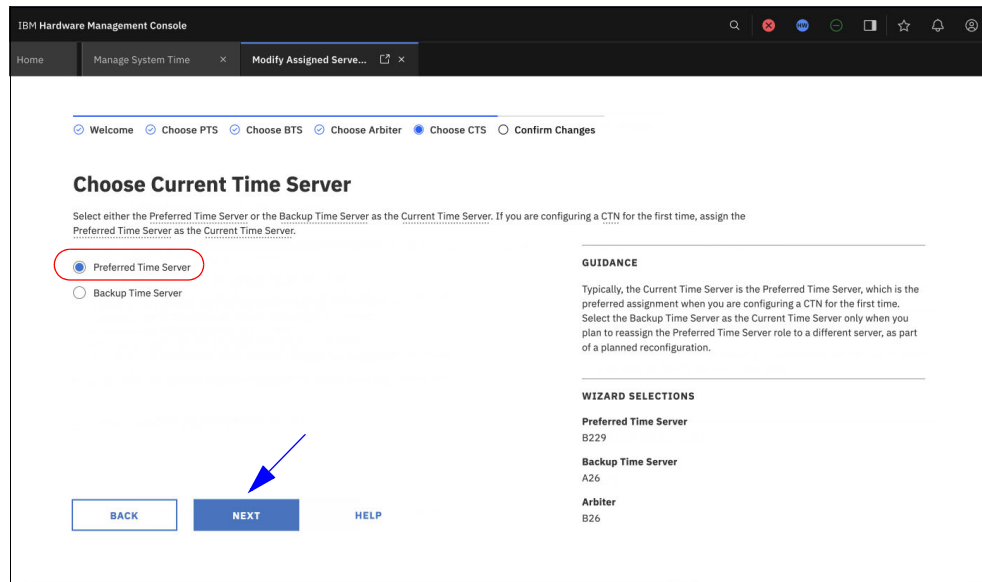 IBM Hardware Management Console
HW
Home
Manage System Time
Modify Assigned Serve...
Welcome
Choose PTS
Choose BTS
Choose Arbiter
Choose CTS
Confirm Changes
Choose Current Time Server
Select either the Preferred Time Server or the Backup Time Server as the Current Time Server. If you are configuring a CTN for the first time, assign the
Preferred Time Server as the Current Time Server.
Preferred Time Server
Backup Time Server
GUIDANCE
Typically, the Current Time Server is the Preferred Time Server, which is the
preferred assignment when you are configuring a CTN for the first time.
Select the Backup Time Server as the Current Time Server only when you
plan to reassign the Preferred Time Server role to a different server, as part
of a planned reconfiguration.
WIZARD SELECTIONS
Preferred Time Server
B229
Backup Time Server
A26
Arbiter
B26
BACK
NEXT
HELP